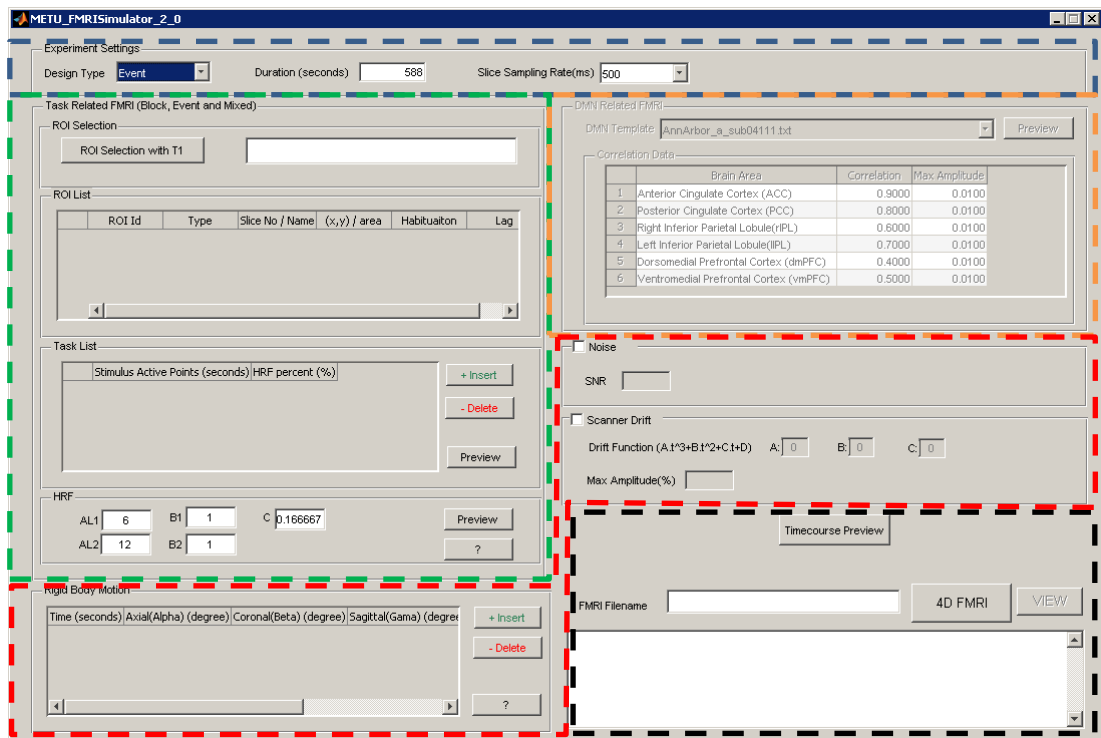 METU_FMRISimulator_2_0
Experiment Settings
Design Type Event Duration (seconds) 588 Slice Sampling Rate(ms) 500
Task Related FMRI (Block, Event and Mixed)
ROI Selection
ROI Selection with T1
ROI List
ROI Id Type Slice No / Name (x,y) / area Habituaiton Lag
Task List
Stimulus Active Points (seconds) HRF percent (%)
+ Insert
- Delete
Preview
HRF
AL1 6 B1 1 C 0.166667 Preview
AL2 12 B2 1 ?
Rigid Body Motion
Time (seconds) Axial(Alpha) (degree) Coronal(Beta) (degree) Sagittal(Gama) (degree
+ Insert
- Delete
?
DMN Related FMRI
DMN Template AnnArbor_a_sub04111.txt Preview
Correlation Data
Brain Area Correlation Max Amplitude
1 Anterior Cingulate Cortex (ACC) 0.9000 0.0100
2 Posterior Cingulate Cortex (PCC) 0.8000 0.0100
3 Right Inferior Parietal Lobule(rIPL) 0.6000 0.0100
4 Left Inferior Parietal Lobule(lIPL) 0.7000 0.0100
5 Dorsomedial Prefrontal Cortex (dmPFC) 0.4000 0.0100
6 Ventromedial Prefrontal Cortex (vmPFC) 0.5000 0.0100
Noise
SNR
Scanner Drift
Drift Function (A.t^3+B.t^2+C.t+D) A: 0 B: 0 C: 0
Max Amplitude(%)
Timecourse Preview
FMRI Filename 4D FMRI VIEW